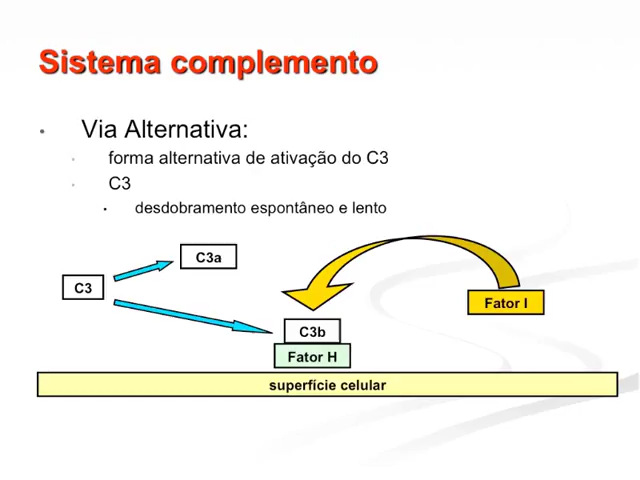 Sistema complemento
Via Alternativa:
forma alternativa de ativação do C3
C3
desdobramento espontâneo e lento
C3a
C3
Fator I
C3b
Fator H
superfície celular